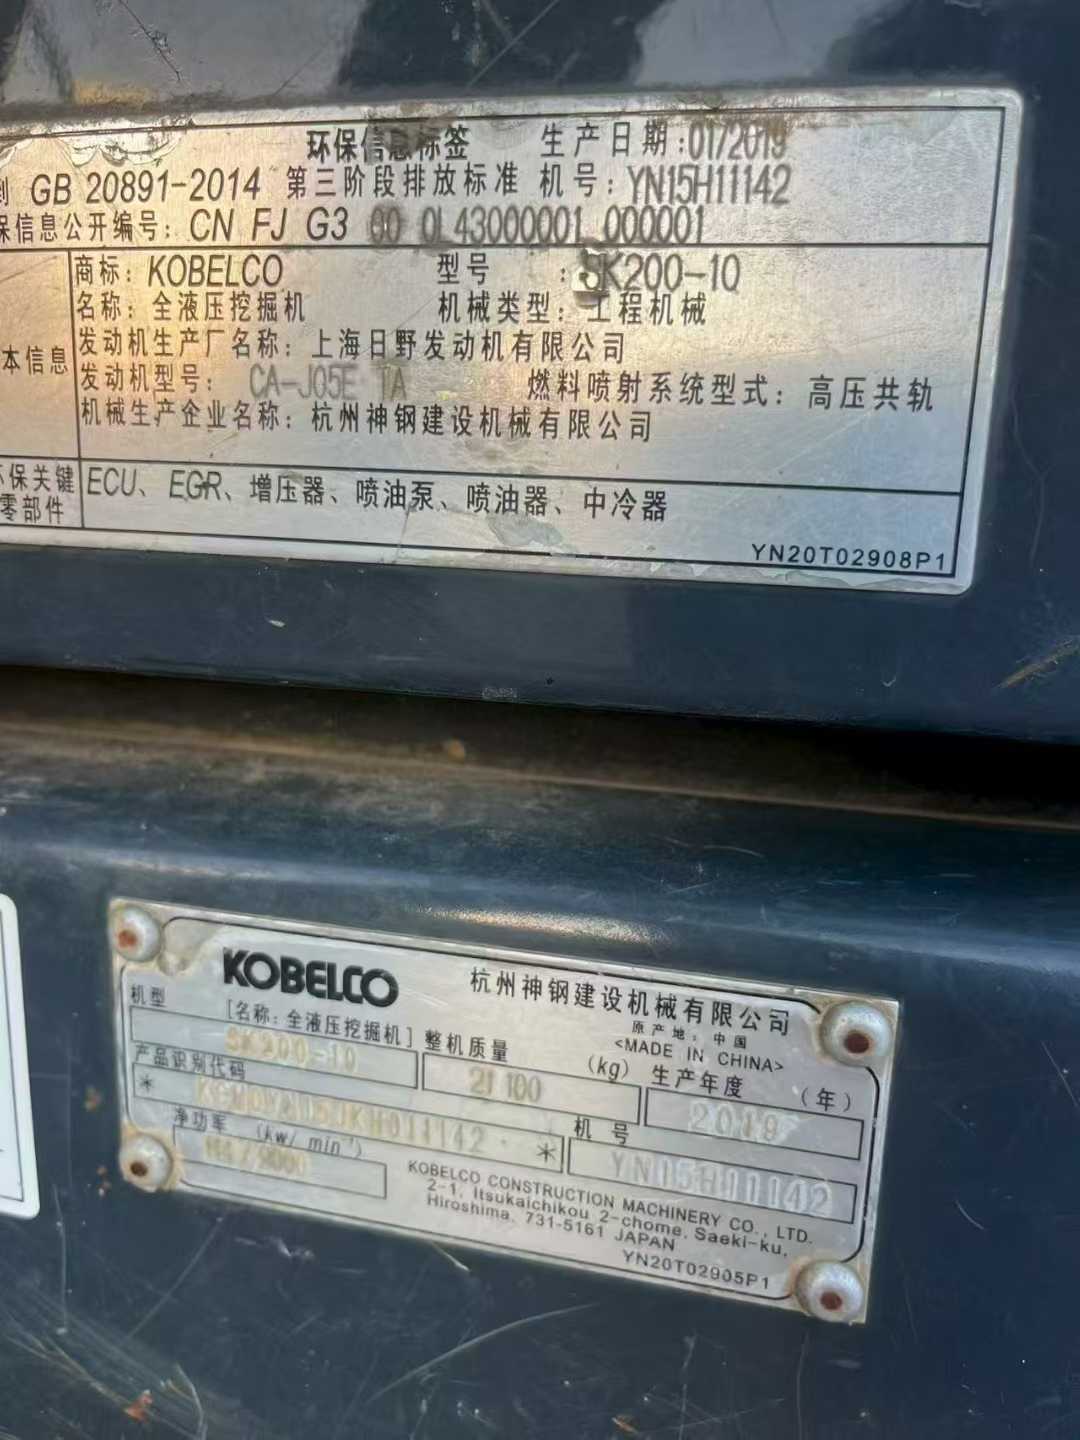 环保信息标签 生产日期:01/2019
到 GB 20891-2014 第三阶段排放标准 机号:YN15H11142
保信息公开编号: CN FJ G3 00 0L43000001 000001
商标: KOBELCO 型号 : SK200-10
名称: 全液压挖掘机 机械类型: 工程机械
本信息
发动机生产厂名称: 上海日野发动机有限公司
发动机型号: CA-J05E TA 燃料喷射系统型式: 高压共轨
机械生产企业名称: 杭州神钢建设机械有限公司
环保关键
零部件
ECU、EGR、增压器、喷油泵、喷油器、中冷器
YN20T02908P1
KOBELCO 杭州神钢建设机械有限公司
原产地: 中国
<MADE IN CHINA>
机型 [名称: 全液压挖掘机] 整机质量 (kg) 生产年度 (年)
SK200-10 21100 2019
产品识别代码 机号
* * YN15H11142
净功率 (kw/min⁻¹)
KOBELCO CONSTRUCTION MACHINERY CO., LTD.
2-1, Itsukaichikou 2-chome, Saeki-ku,
Hiroshima, 731-5161 JAPAN
YN20T02905P1